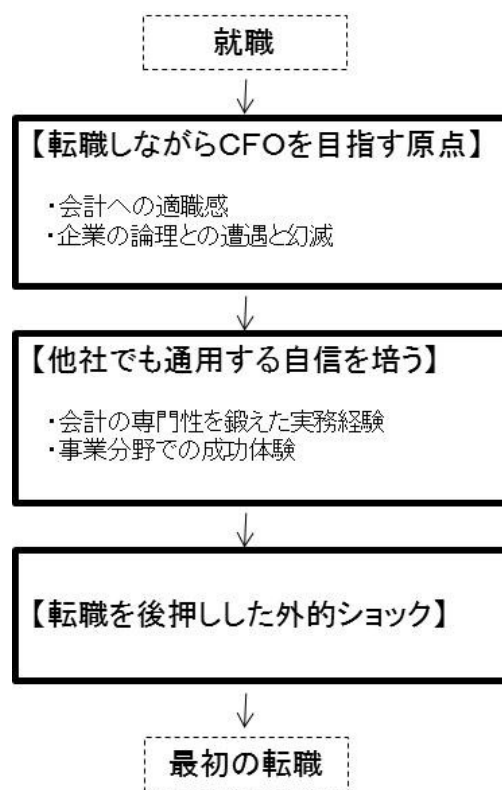 就職
【転職しながらCFOを目指す原点】
・会計への適職感
・企業の論理との遭遇と幻滅
【他社でも通用する自信を培う】
・会計の専門性を鍛えた実務経験
・事業分野での成功体験
【転職を後押しした外的ショック】
最初の転職